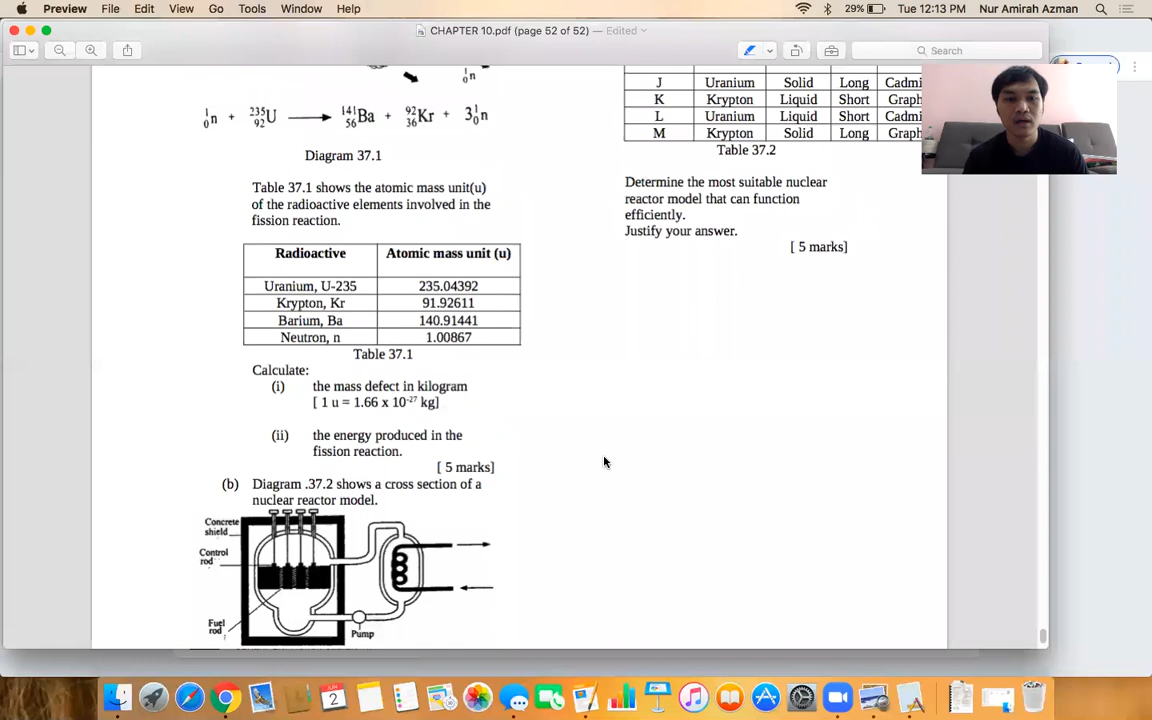 Preview File Edit View Go Tools Window Help 29% Tue 12:13 PM Nur Amirah Azman
CHAPTER 10.pdf (page 52 of 52) — Edited
Search
¹₀n
¹₀n + ²³⁵₉₂U ⟶ ¹⁴¹₅₆Ba + ⁹²₃₆Kr + 3¹₀n
Diagram 37.1
Table 37.1 shows the atomic mass unit(u)
of the radioactive elements involved in the
fission reaction.
Radioactive Atomic mass unit (u)
Uranium, U-235 235.04392
Krypton, Kr 91.92611
Barium, Ba 140.91441
Neutron, n 1.00867
Table 37.1
Calculate:
(i) the mass defect in kilogram
[ 1 u = 1.66 x 10⁻²⁷ kg]
(ii) the energy produced in the
fission reaction.
[ 5 marks]
(b) Diagram .37.2 shows a cross section of a
nuclear reactor model.
Concrete
shield
Control
rod
Fuel
rod
Pump
J Uranium Solid Long Cadmi
K Krypton Liquid Short Graph
L Uranium Liquid Short Cadmi
M Krypton Solid Long Graph
Table 37.2
Determine the most suitable nuclear
reactor model that can function
efficiently.
Justify your answer.
[ 5 marks]
JUN
2